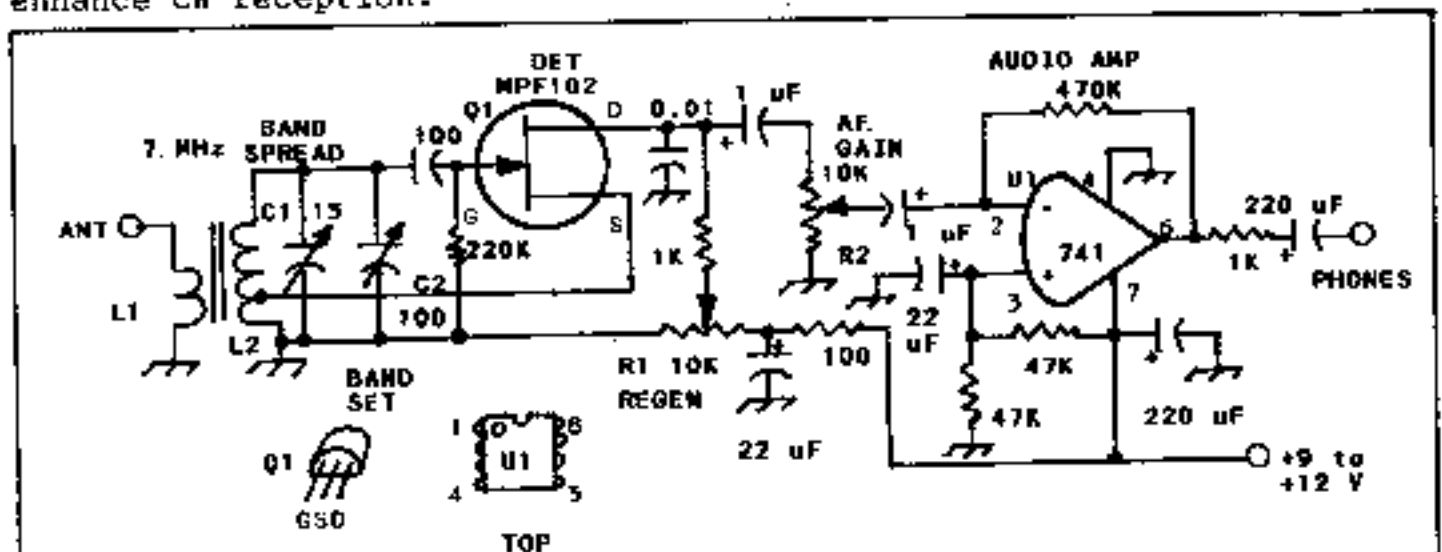 enhance CW reception.
DET
MPF102
AUDIO AMP
470K
Q1
D
0.01
1 uF
BAND
SPREAD
7. MHz
100
AF.
GAIN
10K
U1
4
ANT
C1 15
G
S
220K
1K
R2
1 uF
2
-
+
741
6
220 uF
1K
PHONES
L1
C2
100
L2
3
7
22
uF
47K
R1 10K
REGEN
100
BAND
SET
47K
220 uF
22 uF
Q1
GSD
1
8
U1
4
5
TOP
+9 to
+12 V